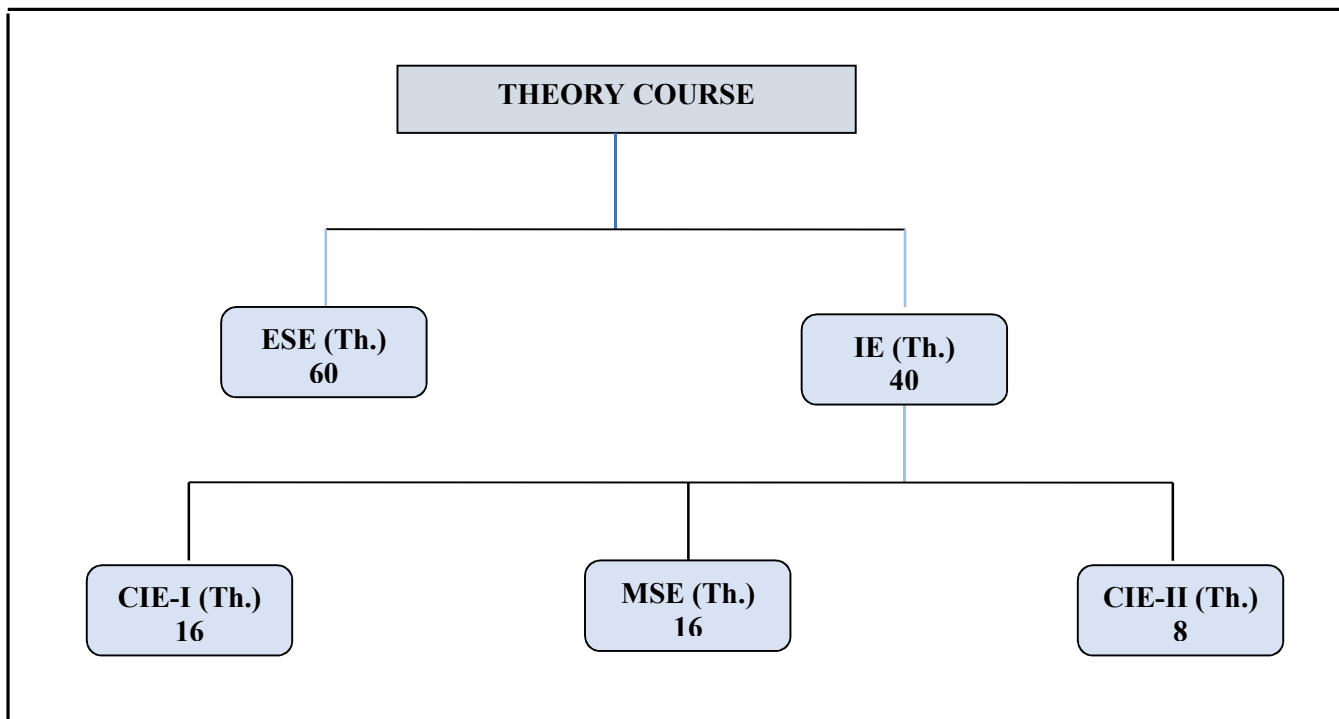 THEORY COURSE
ESE (Th.)
60
IE (Th.)
40
CIE-I (Th.)
16
MSE (Th.)
16
CIE-II (Th.)
8